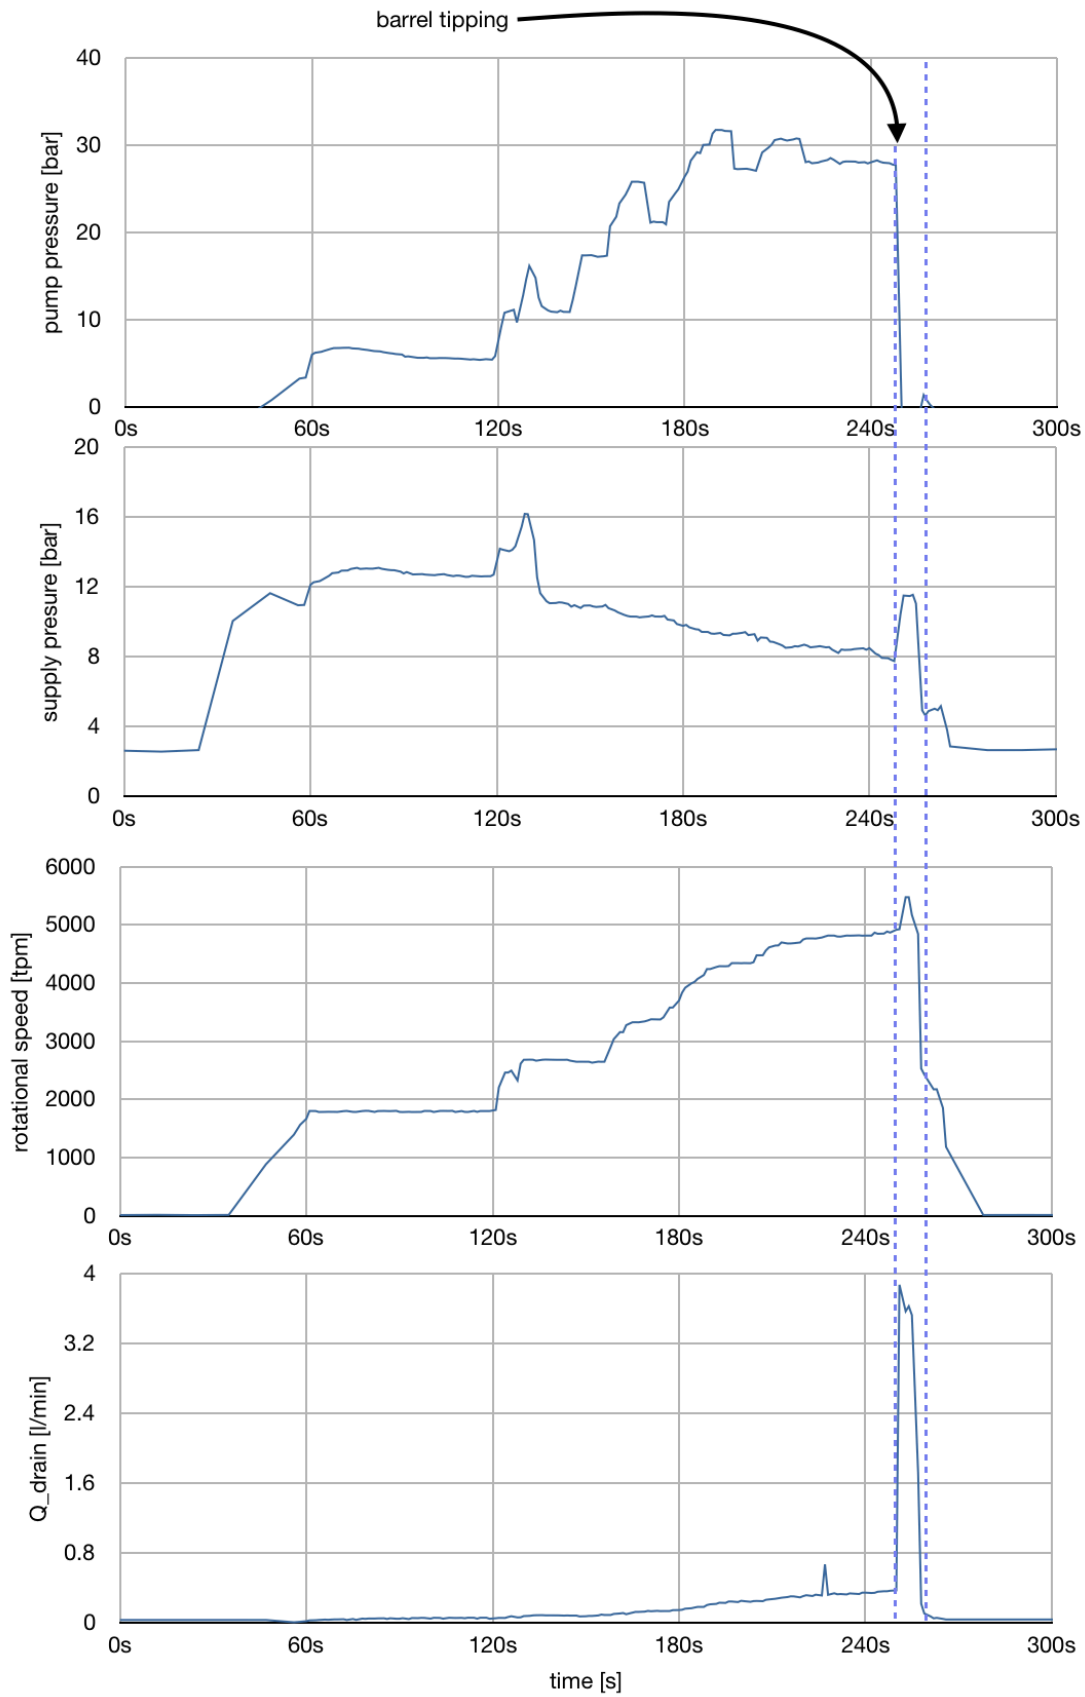 barrel tipping
40
30
20
10
0
pump pressure [bar]
0s 60s 120s 180s 240s 300s
20
16
12
8
4
0
supply presure [bar]
0s 60s 120s 180s 240s 300s
6000
5000
4000
3000
2000
1000
0
rotational speed [tpm]
0s 60s 120s 180s 240s 300s
4
3.2
2.4
1.6
0.8
0
Q_drain [l/min]
0s 60s 120s 180s 240s 300s
time [s]